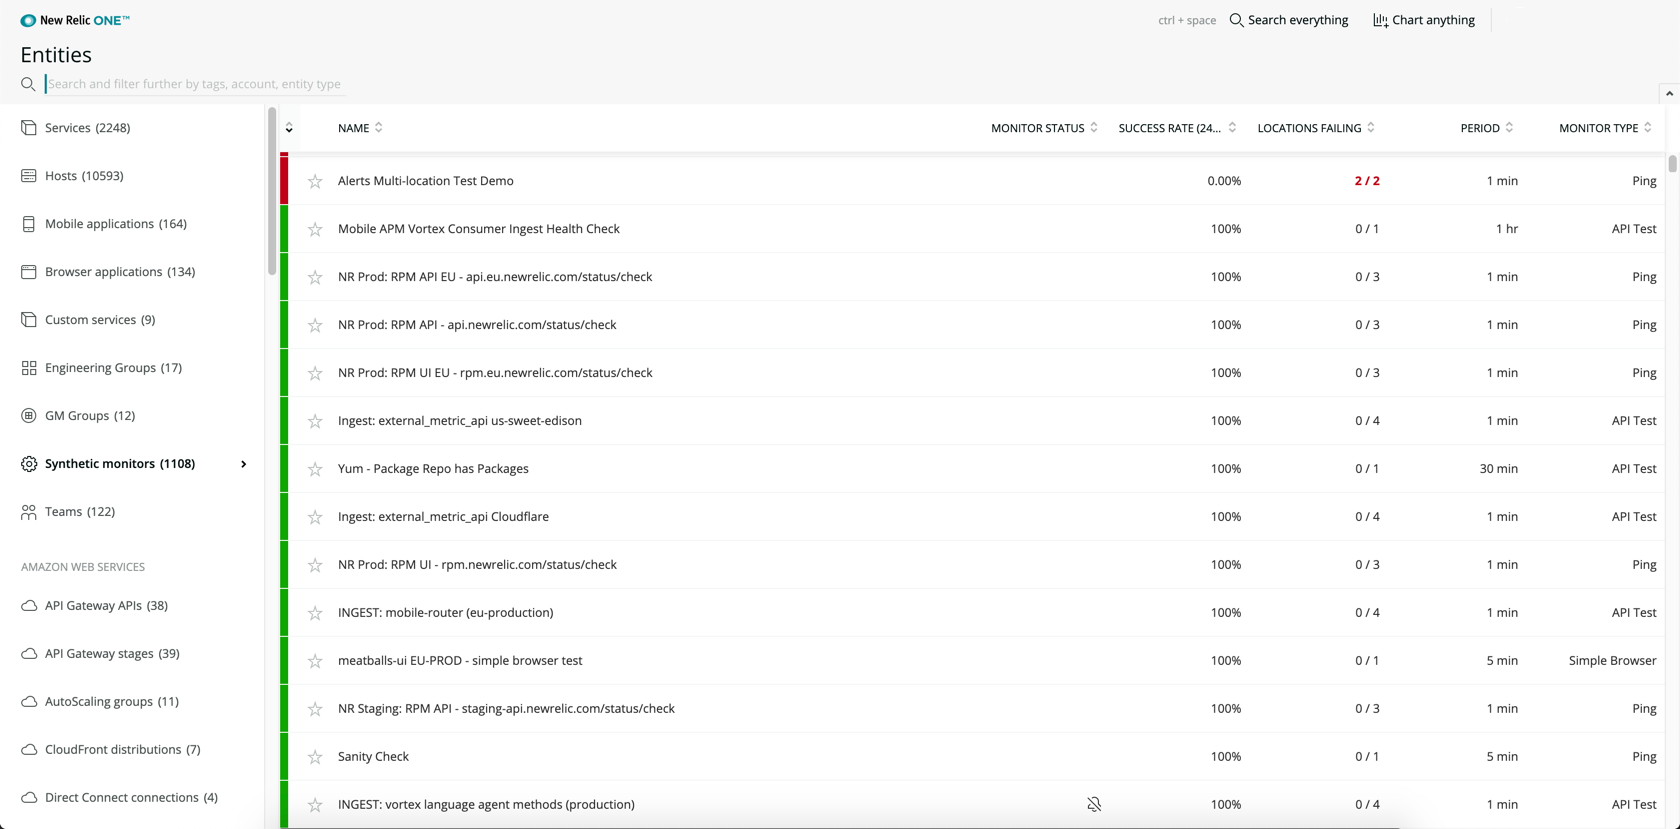 New Relic ONE™
ctrl + space Search everything Chart anything
Entities
Search and filter further by tags, account, entity type
Services (2248)
Hosts (10593)
Mobile applications (164)
Browser applications (134)
Custom services (9)
Engineering Groups (17)
GM Groups (12)
Synthetic monitors (1108)
Teams (122)
AMAZON WEB SERVICES
API Gateway APIs (38)
API Gateway stages (39)
AutoScaling groups (11)
CloudFront distributions (7)
Direct Connect connections (4)
NAME MONITOR STATUS SUCCESS RATE (24... LOCATIONS FAILING PERIOD MONITOR TYPE
Alerts Multi-location Test Demo 0.00% 2 / 2 1 min Ping
Mobile APM Vortex Consumer Ingest Health Check 100% 0 / 1 1 hr API Test
NR Prod: RPM API EU - api.eu.newrelic.com/status/check 100% 0 / 3 1 min Ping
NR Prod: RPM API - api.newrelic.com/status/check 100% 0 / 3 1 min Ping
NR Prod: RPM UI EU - rpm.eu.newrelic.com/status/check 100% 0 / 3 1 min Ping
Ingest: external_metric_api us-sweet-edison 100% 0 / 4 1 min API Test
Yum - Package Repo has Packages 100% 0 / 1 30 min API Test
Ingest: external_metric_api Cloudflare 100% 0 / 4 1 min API Test
NR Prod: RPM UI - rpm.newrelic.com/status/check 100% 0 / 3 1 min Ping
INGEST: mobile-router (eu-production) 100% 0 / 4 1 min API Test
meatballs-ui EU-PROD - simple browser test 100% 0 / 1 5 min Simple Browser
NR Staging: RPM API - staging-api.newrelic.com/status/check 100% 0 / 3 1 min Ping
Sanity Check 100% 0 / 1 5 min Ping
INGEST: vortex language agent methods (production) 100% 0 / 4 1 min API Test